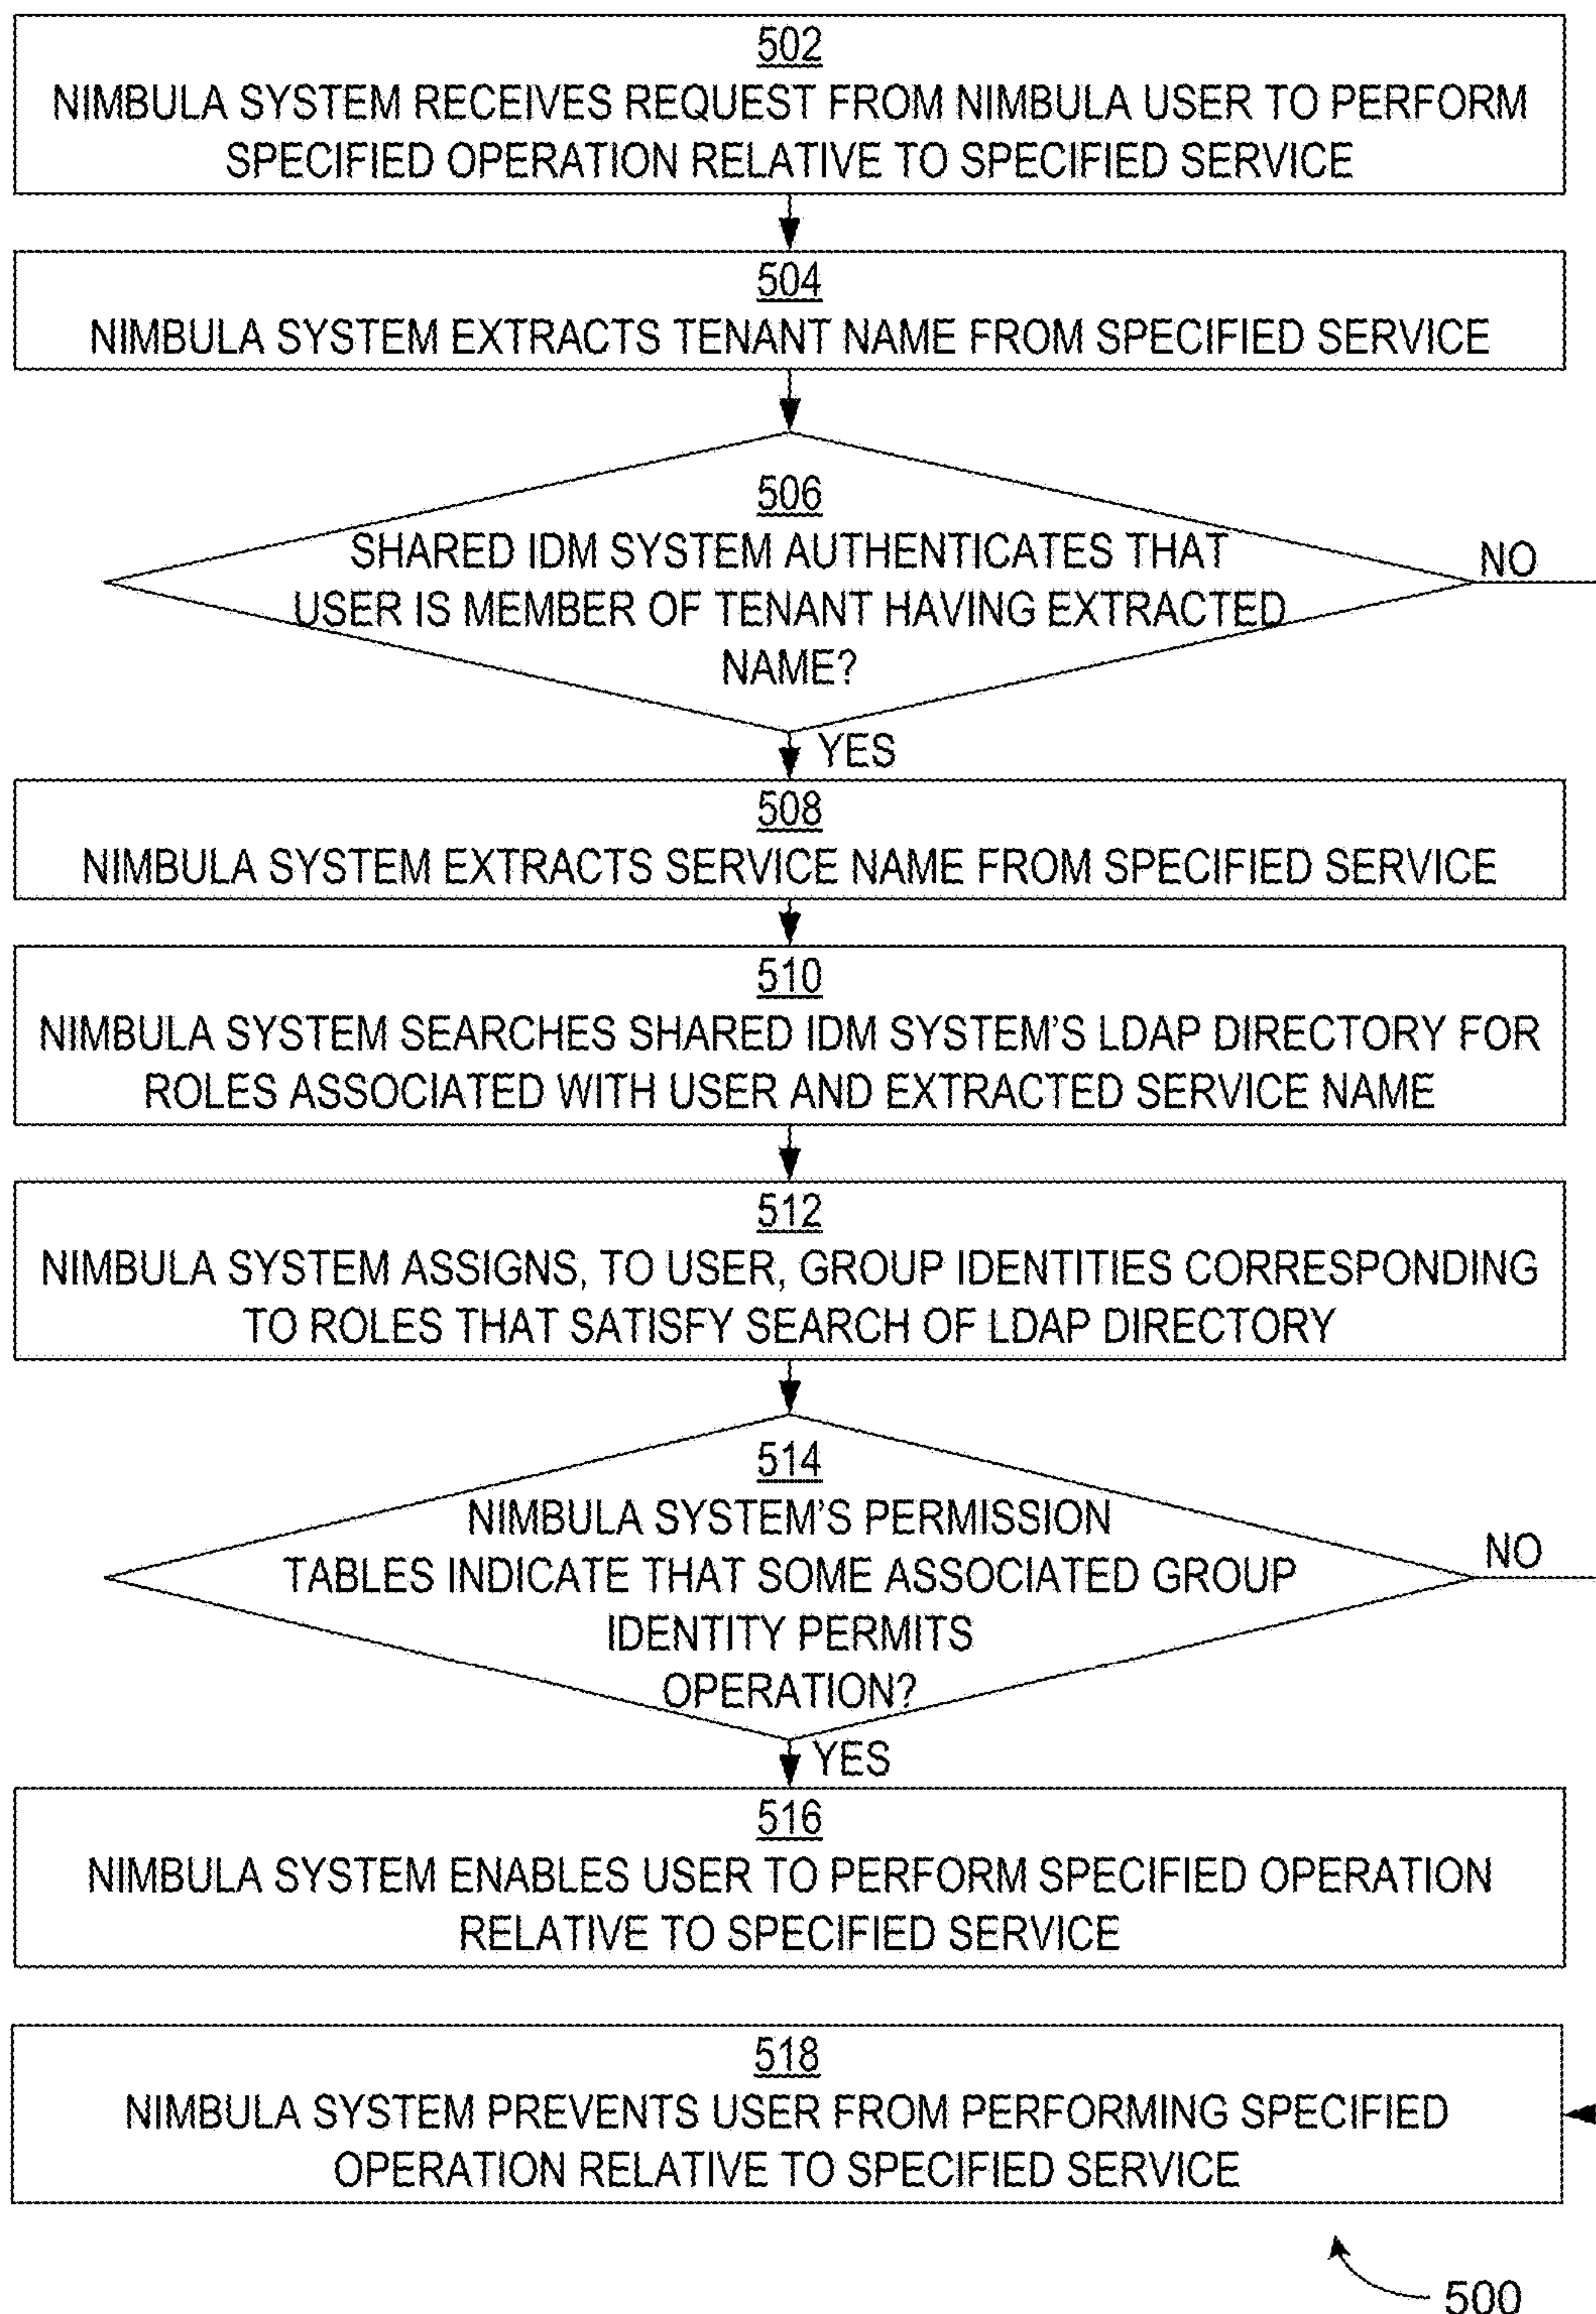 502
NIMBULA SYSTEM RECEIVES REQUEST FROM NIMBULA USER TO PERFORM
SPECIFIED OPERATION RELATIVE TO SPECIFIED SERVICE
504
NIMBULA SYSTEM EXTRACTS TENANT NAME FROM SPECIFIED SERVICE
506
SHARED IDM SYSTEM AUTHENTICATES THAT
USER IS MEMBER OF TENANT HAVING EXTRACTED
NAME?
NO
YES
508
NIMBULA SYSTEM EXTRACTS SERVICE NAME FROM SPECIFIED SERVICE
510
NIMBULA SYSTEM SEARCHES SHARED IDM SYSTEM'S LDAP DIRECTORY FOR
ROLES ASSOCIATED WITH USER AND EXTRACTED SERVICE NAME
512
NIMBULA SYSTEM ASSIGNS, TO USER, GROUP IDENTITIES CORRESPONDING
TO ROLES THAT SATISFY SEARCH OF LDAP DIRECTORY
514
NIMBULA SYSTEM'S PERMISSION
TABLES INDICATE THAT SOME ASSOCIATED GROUP
IDENTITY PERMITS
OPERATION?
NO
YES
516
NIMBULA SYSTEM ENABLES USER TO PERFORM SPECIFIED OPERATION
RELATIVE TO SPECIFIED SERVICE
518
NIMBULA SYSTEM PREVENTS USER FROM PERFORMING SPECIFIED
OPERATION RELATIVE TO SPECIFIED SERVICE
500